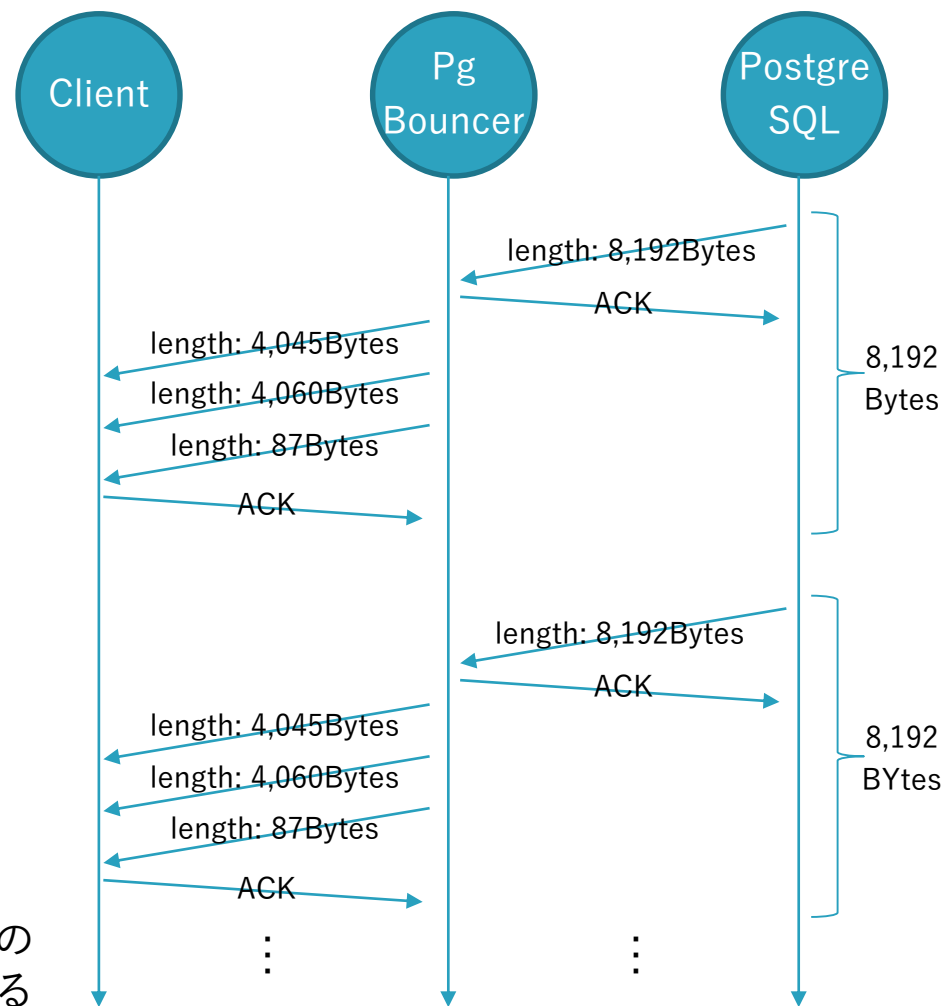 Client
Pg
Bouncer
Postgre
SQL
length: 8,192Bytes
ACK
length: 4,045Bytes
length: 4,060Bytes
length: 87Bytes
ACK
8,192
Bytes
length: 8,192Bytes
ACK
length: 4,045Bytes
length: 4,060Bytes
length: 87Bytes
ACK
8,192
BYtes
の
る